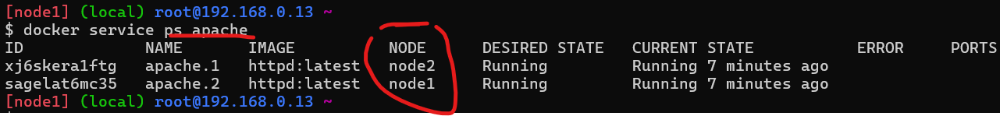 [node1] (local) root@192.168.0.13 ~
$ docker service ps apache
ID NAME IMAGE NODE DESIRED STATE CURRENT STATE ERROR PORTS
xj6skera1ftg apache.1 httpd:latest node2 Running Running 7 minutes ago
sagelat6mc35 apache.2 httpd:latest node1 Running Running 7 minutes ago
[node1] (local) root@192.168.0.13 ~